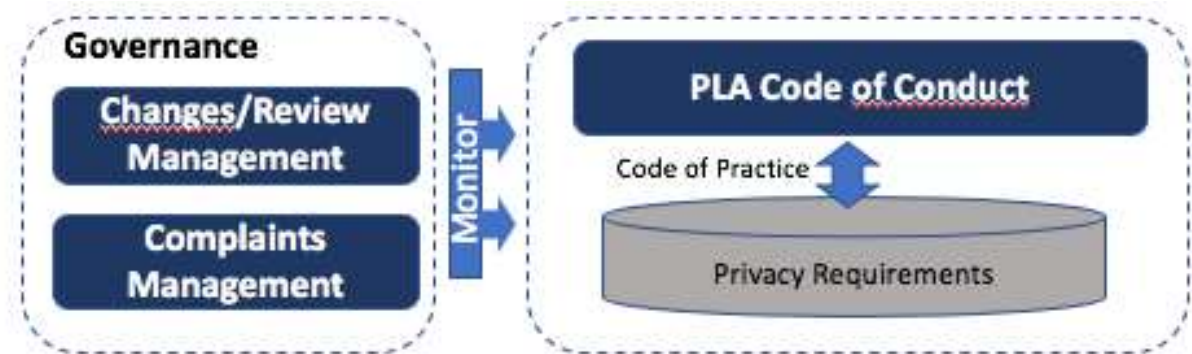 Governance
Changes/Review
Management
Complaints
Management
Monitor
PLA Code of Conduct
Code of Practice
Privacy Requirements